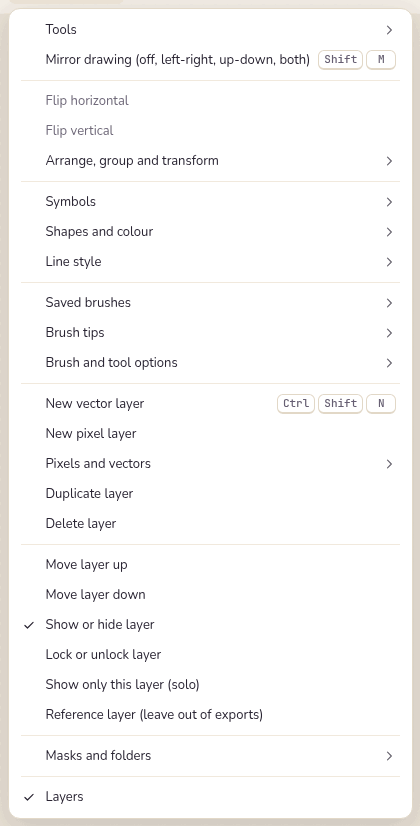 Tools
Mirror drawing (off, left-right, up-down, both) Shift M
Flip horizontal
Flip vertical
Arrange, group and transform
Symbols
Shapes and colour
Line style
Saved brushes
Brush tips
Brush and tool options
New vector layer Ctrl Shift N
New pixel layer
Pixels and vectors
Duplicate layer
Delete layer
Move layer up
Move layer down
Show or hide layer
Lock or unlock layer
Show only this layer (solo)
Reference layer (leave out of exports)
Masks and folders
Layers